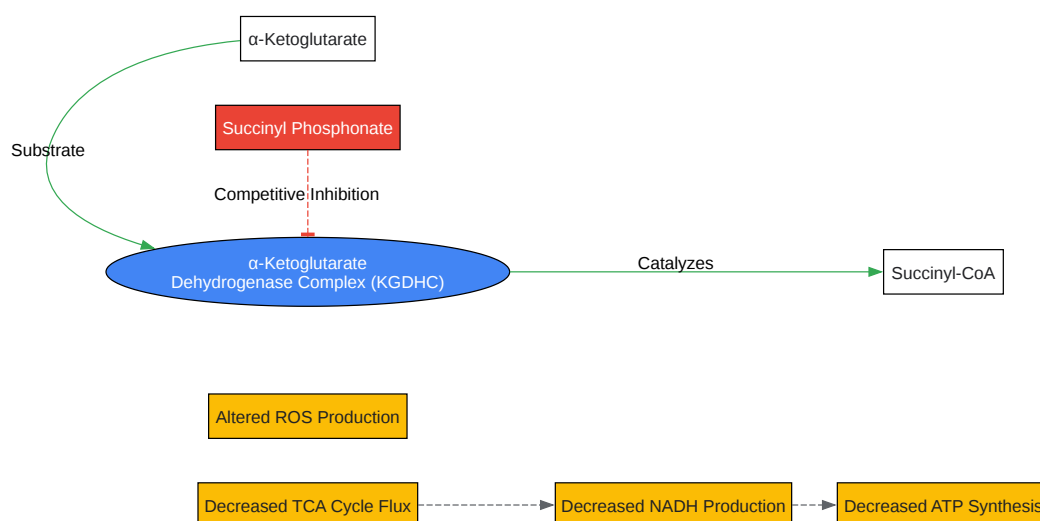 α-Ketoglutarate
Succinyl Phosphonate
Substrate
Competitive Inhibition
α-Ketoglutarate
Dehydrogenase Complex (KGDHC)
Catalyzes
Succinyl-CoA
Altered ROS Production
Decreased TCA Cycle Flux
Decreased NADH Production
Decreased ATP Synthesis